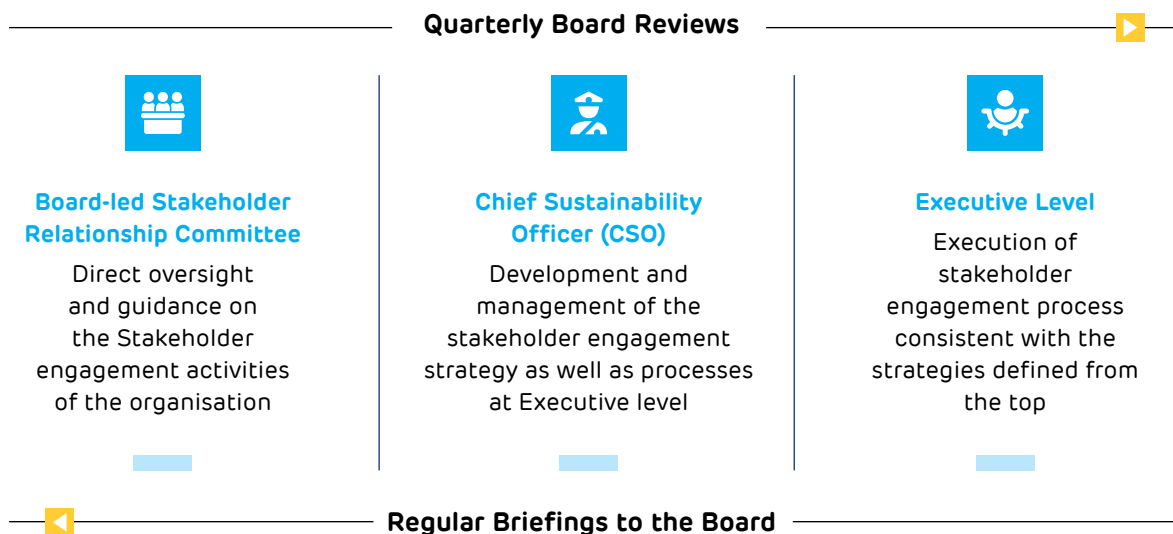 Quarterly Board Reviews
Board-led Stakeholder
Relationship Committee
Direct oversight
and guidance on
the Stakeholder
engagement activities
of the organisation
Chief Sustainability
Officer (CSO)
Development and
management of the
stakeholder engagement
strategy as well as processes
at Executive level
Executive Level
Execution of
stakeholder
engagement process
consistent with the
strategies defined from
the top
Regular Briefings to the Board